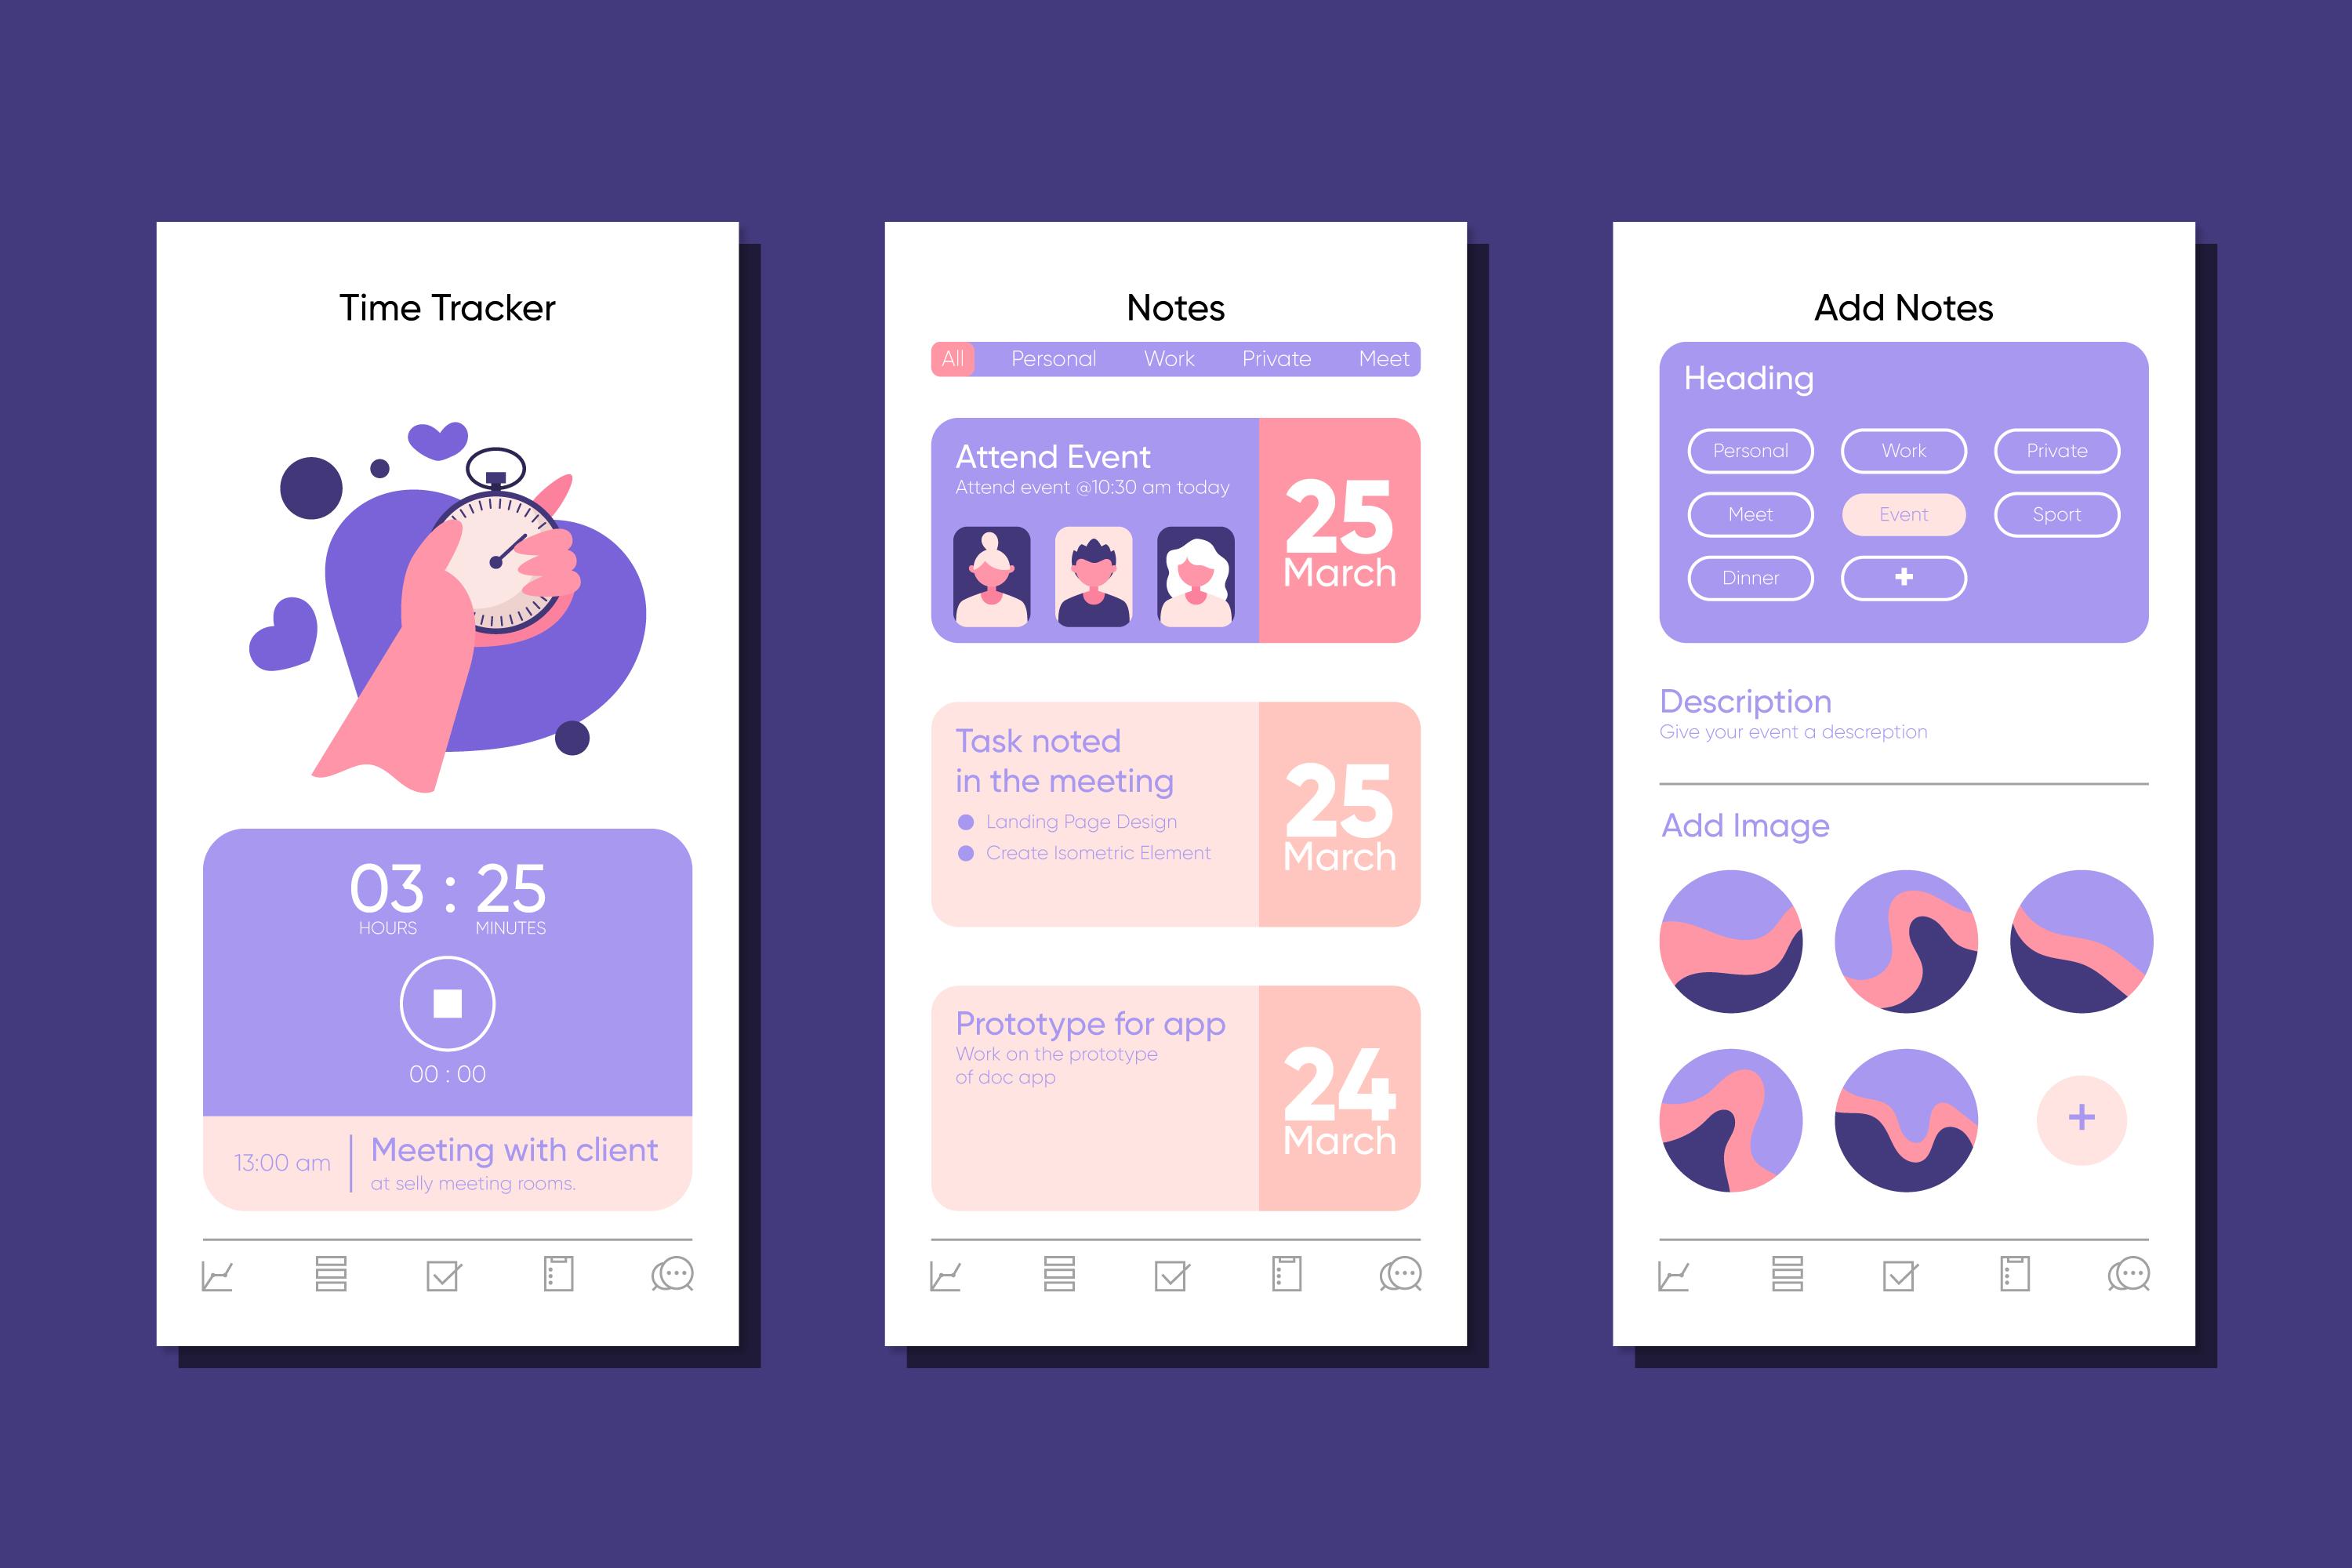 Time Tracker
03 : 25
HOURS MINUTES
00 : 00
13:00 am
Meeting with client
at selly meeting rooms.
Notes
All Personal Work Private Meet
Attend Event
Attend event @10:30 am today
25
March
Task noted
in the meeting
Landing Page Design
Create Isometric Element
25
March
Prototype for app
Work on the prototype
of doc app
24
March
Add Notes
Heading
Personal Work Private
Meet Event Sport
Dinner +
Description
Give your event a descreption
Add Image
+